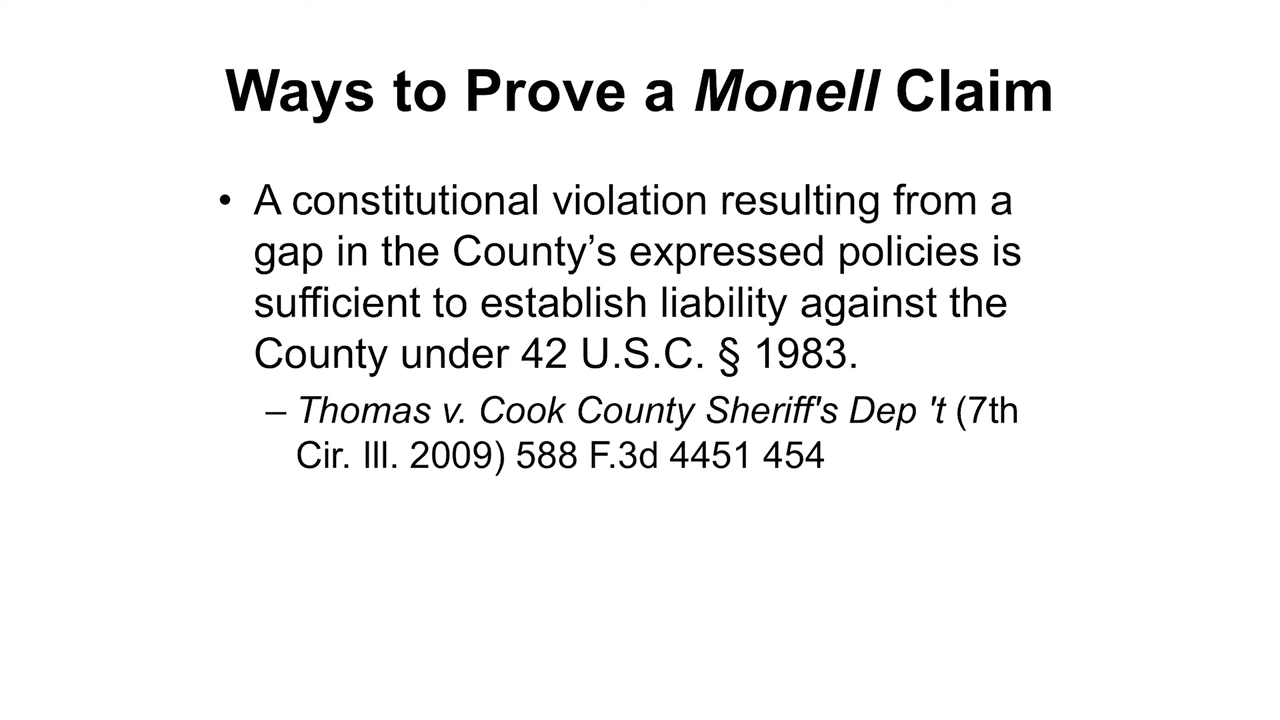 Ways to Prove a Monell Claim
• A constitutional violation resulting from a
gap in the County’s expressed policies is
sufficient to establish liability against the
County under 42 U.S.C. § 1983.
– Thomas v. Cook County Sheriff's Dep 't (7th
Cir. Ill. 2009) 588 F.3d 4451 454